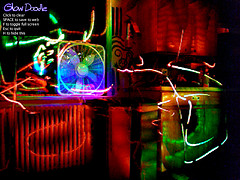 Glow Doodle
Click to clear
SPACE to save to web
F to toggle full screen
Esc to quit
H to hide this